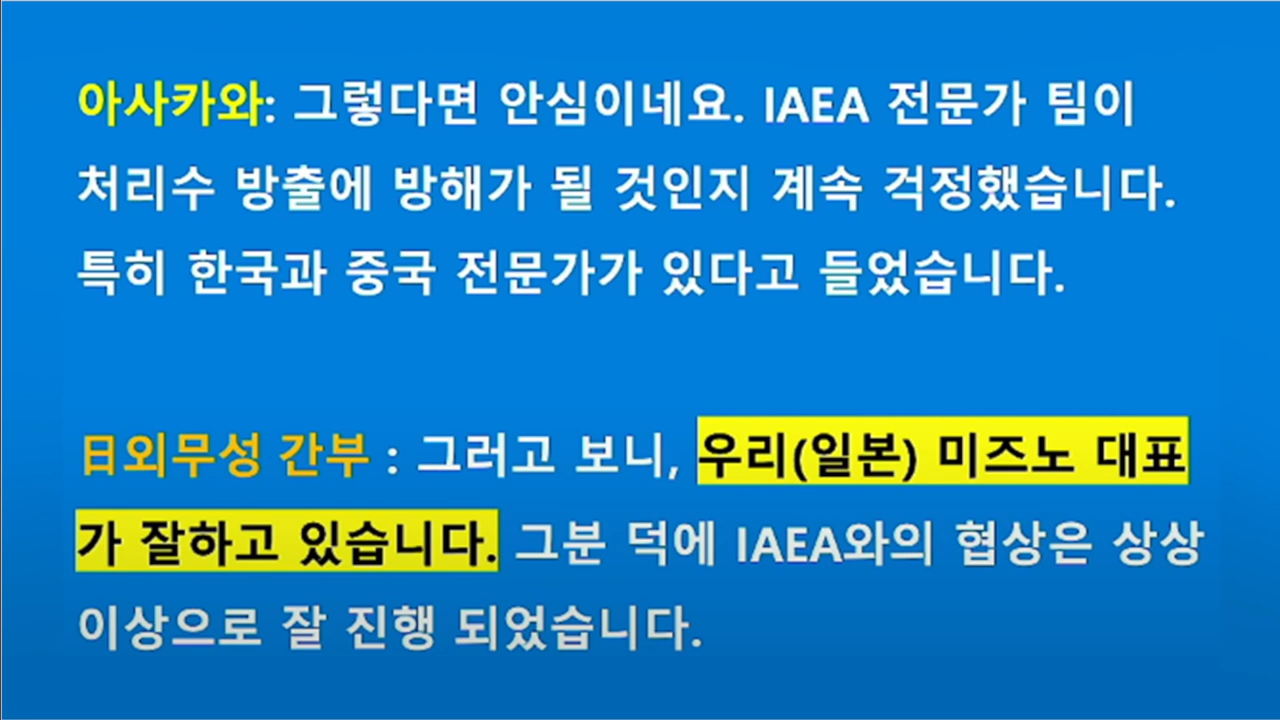 아사카와: 그렇다면 안심이네요. IAEA 전문가 팀이
처리수 방출에 방해가 될 것인지 계속 걱정했습니다.
특히 한국과 중국 전문가가 있다고 들었습니다.
日외무성 간부 : 그러고 보니, 우리(일본) 미즈노 대표
가 잘하고 있습니다. 그분 덕에 IAEA와의 협상은 상상
이상으로 잘 진행 되었습니다.